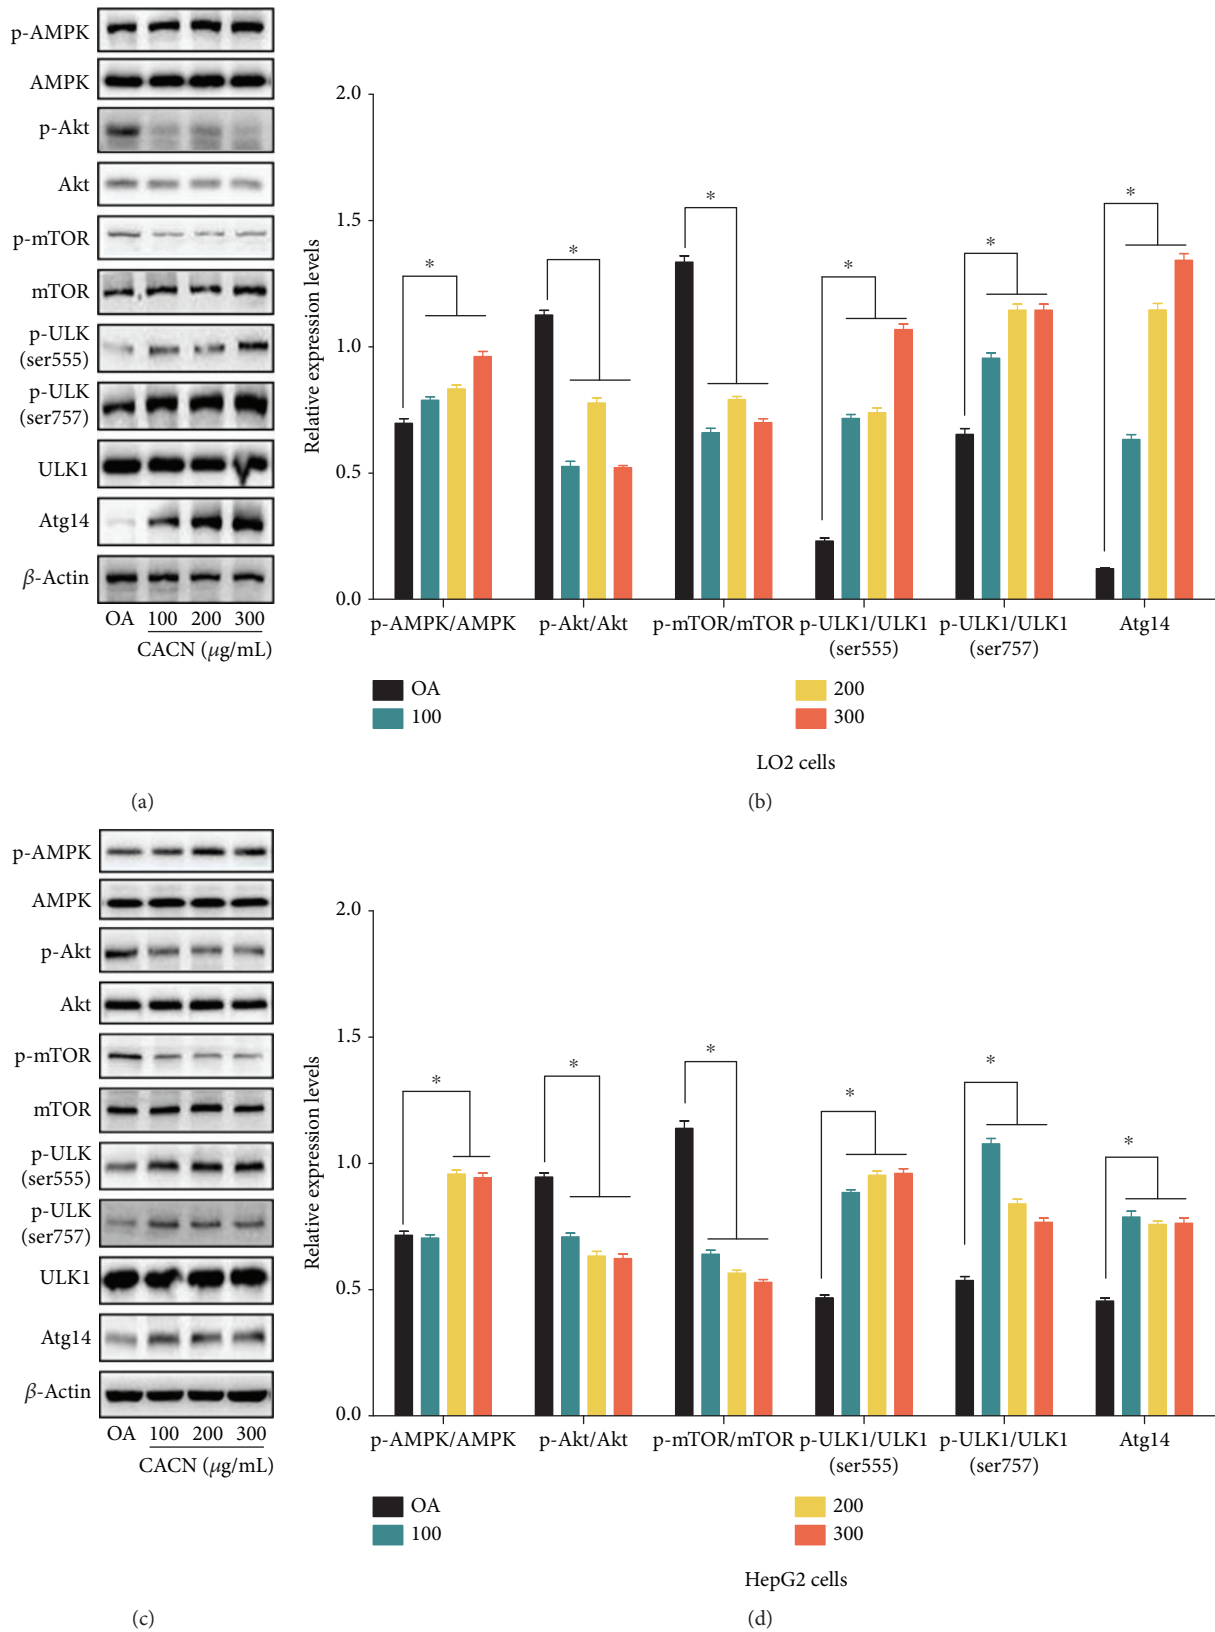 p-AMPK
AMPK
p-Akt
Akt
p-mTOR
mTOR
p-ULK
(ser555)
p-ULK
(ser757)
ULK1
Atg14
β-Actin
OA 100 200 300
CACN (μg/mL)
(a)
Relative expression levels
2.0
1.5
1.0
0.5
0.0
* * * * * *
p-AMPK/AMPK p-Akt/Akt p-mTOR/mTOR p-ULK1/ULK1 p-ULK1/ULK1 Atg14
(ser555) (ser757)
OA 200
100 300
LO2 cells
(b)
p-AMPK
AMPK
p-Akt
Akt
p-mTOR
mTOR
p-ULK
(ser555)
p-ULK
(ser757)
ULK1
Atg14
β-Actin
OA 100 200 300
CACN (μg/mL)
(c)
Relative expression levels
2.0
1.5
1.0
0.5
0.0
* * * * * *
p-AMPK/AMPK p-Akt/Akt p-mTOR/mTOR p-ULK1/ULK1 p-ULK1/ULK1 Atg14
(ser555) (ser757)
OA 200
100 300
HepG2 cells
(d)